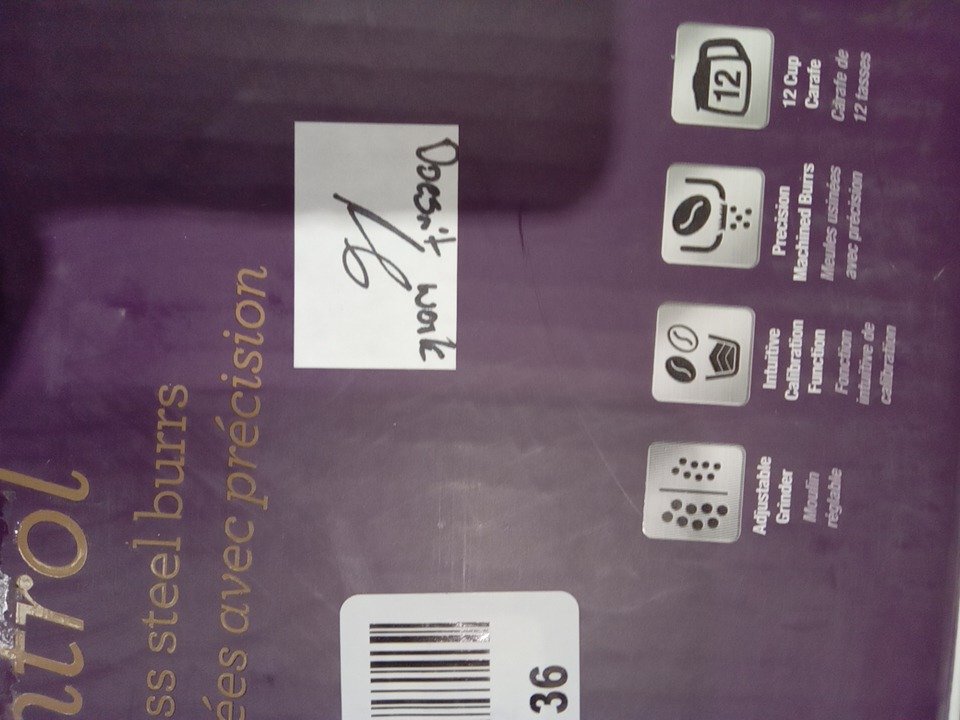 ntrol
ss steel burrs
ées avec précision
Doesn't work
36
Adjustable
Grinder
Moulin
réglable
Intuitive
Calibration
Function
Fonction
intuitive de
calibration
Precision
Machined Burrs
Meules usinées
avec précision
12
12 Cup
Carafe
Carafe de
12 tasses